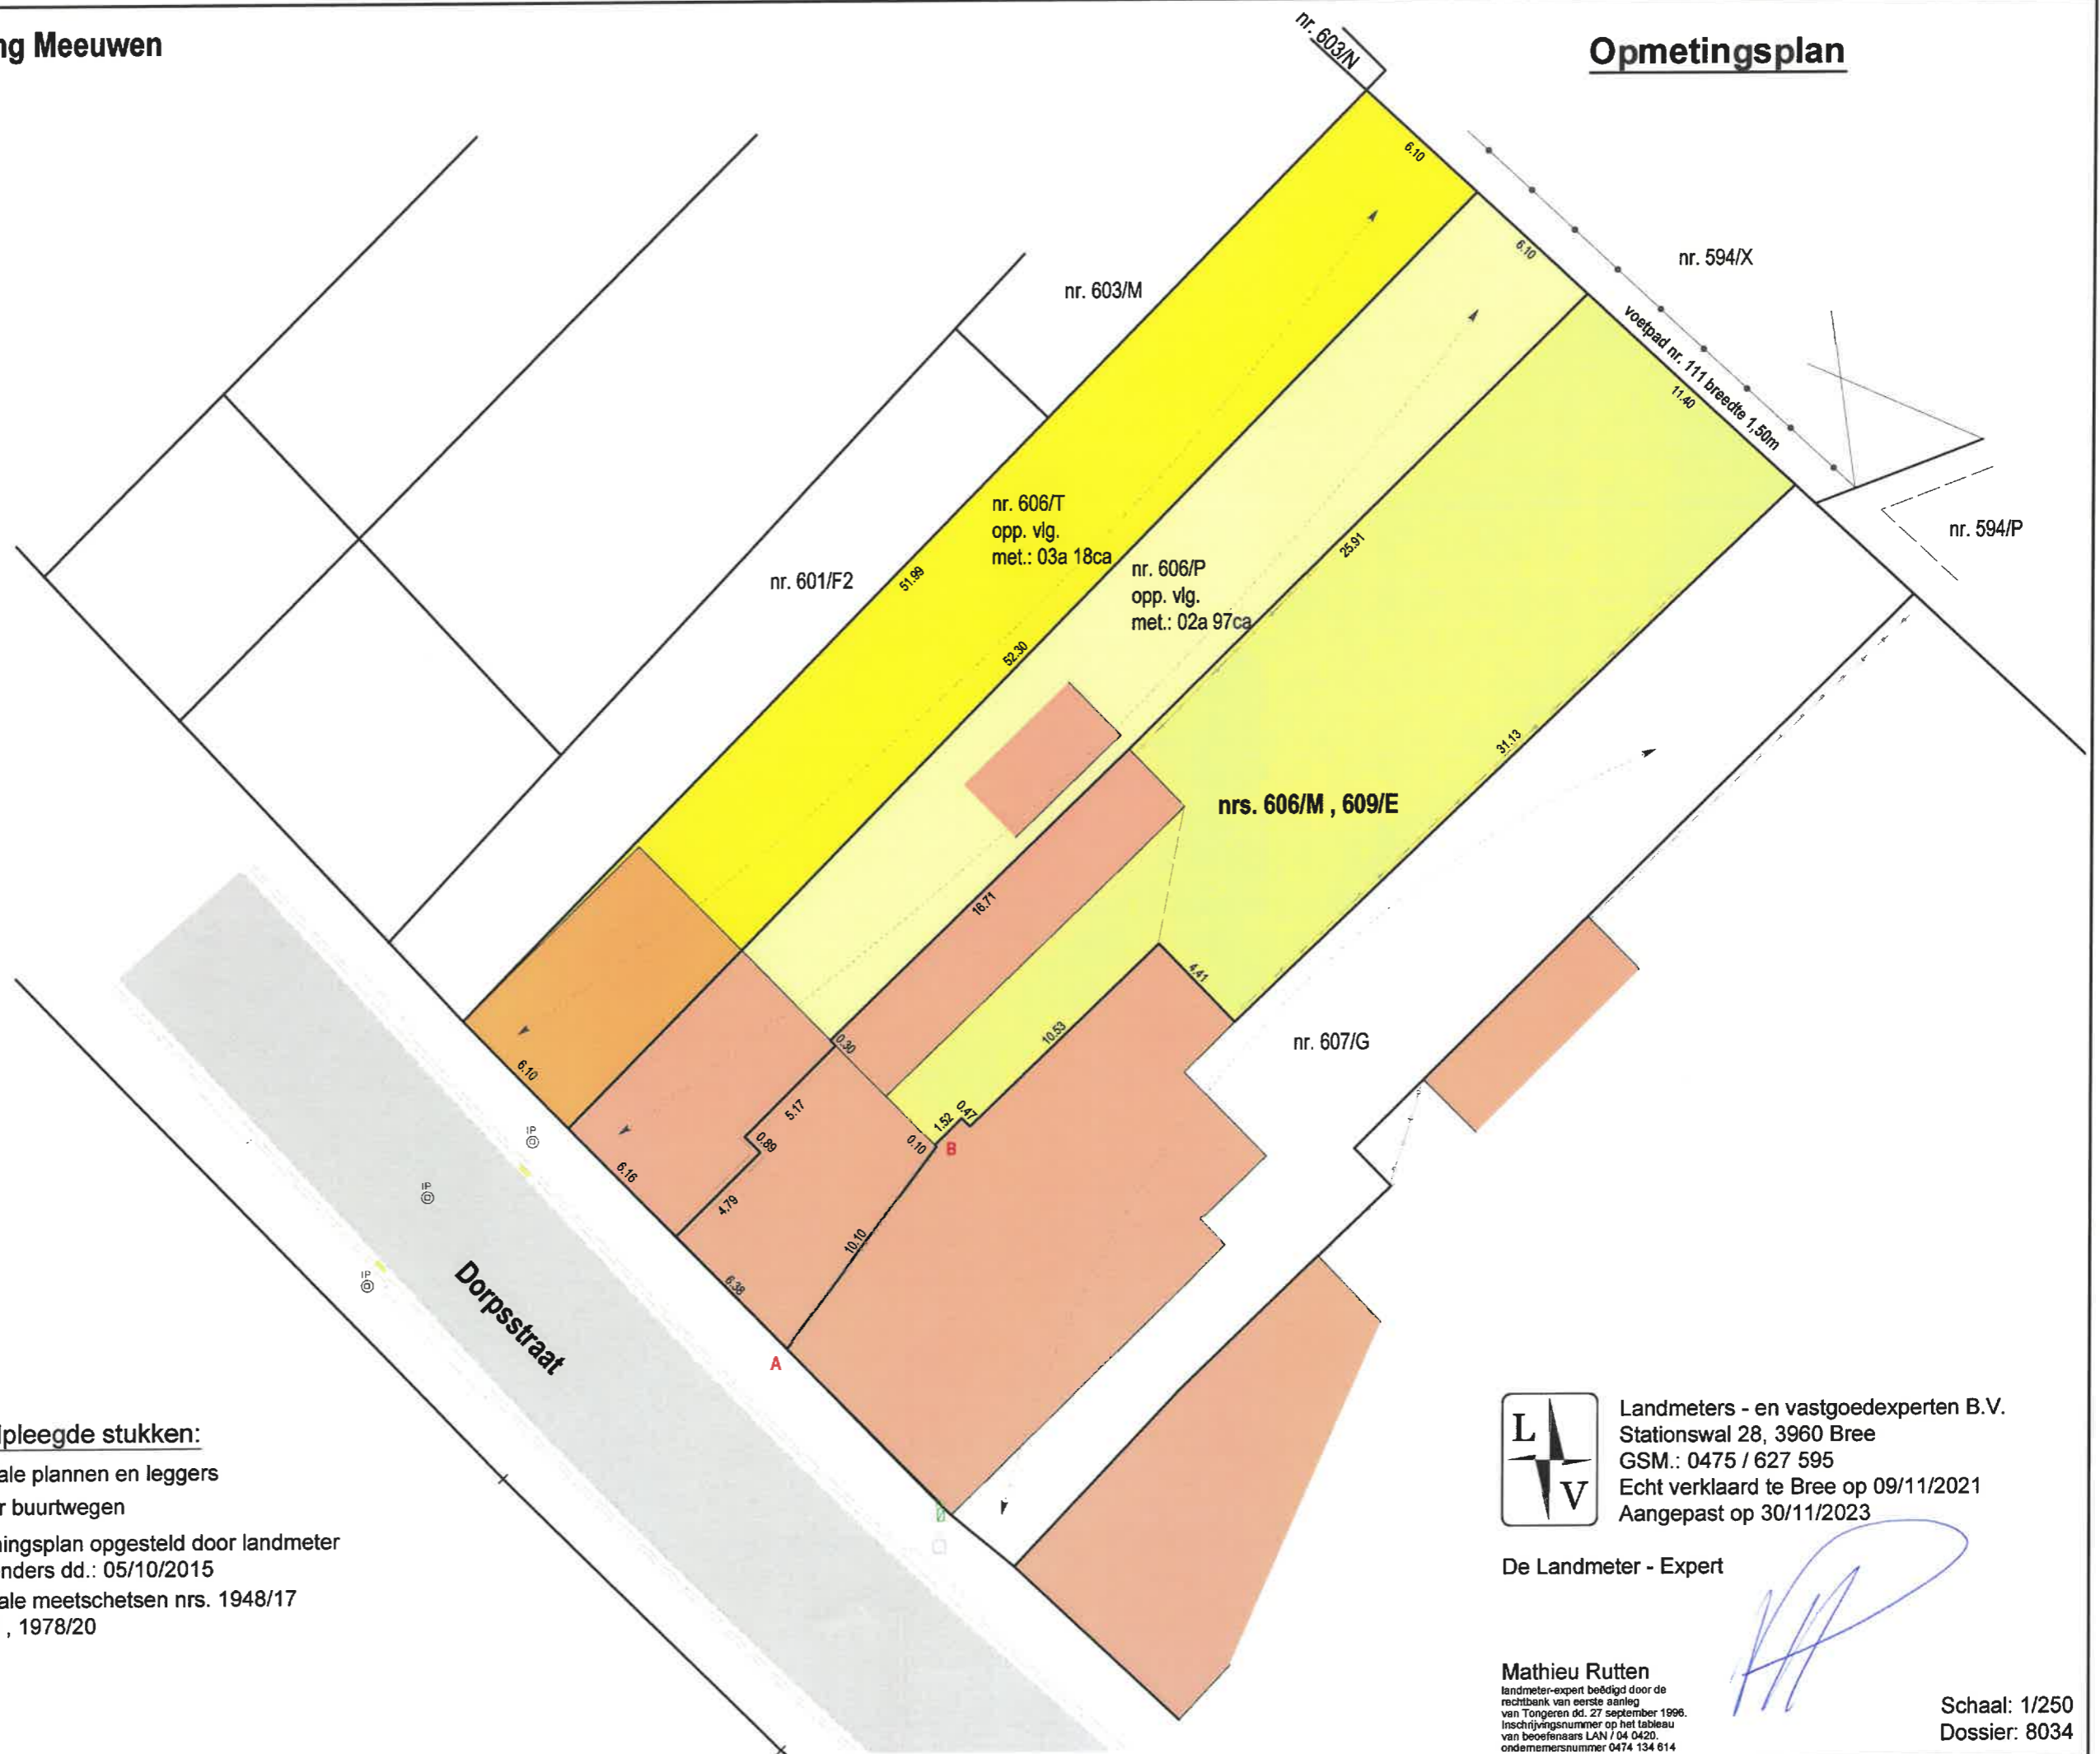 ng Meeuwen
Opmetingsplan
nr. 603/N
6.10
6.10
nr. 594/X
nr. 603/M
voetpad nr. 111 breedte 1,50m
11.40
nr. 594/P
nr. 606/T
opp. vlg.
met.: 03a 18ca
25.91
nr. 601/F2
51.99
nr. 606/P
opp. vlg.
met.: 02a 97ca
52.30
31.13
nrs. 606/M , 609/E
16.71
4.41
10.53
nr. 607/G
0.30
6.10
5.17
0.47
1.52
0.89
0.10
B
IP
IP
IP
6.16
4.79
10.10
6.38
A
Dorpsstraat
lpleegde stukken:
ale plannen en leggers
r buurtwegen
ningsplan opgesteld door landmeter
nders dd.: 05/10/2015
ale meetschetsen nrs. 1948/17
, 1978/20
L V
Landmeters - en vastgoedexperten B.V.
Stationswal 28, 3960 Bree
GSM.: 0475 / 627 595
Echt verklaard te Bree op 09/11/2021
Aangepast op 30/11/2023
De Landmeter - Expert
Mathieu Rutten
landmeter-expert beëdigd door de
rechtbank van eerste aanleg
van Tongeren dd. 27 september 1996.
Inschrijvingsnummer op het tableau
van beoefenaars LAN / 04 0420.
ondernemersnummer 0474 134 614
Schaal: 1/250
Dossier: 8034